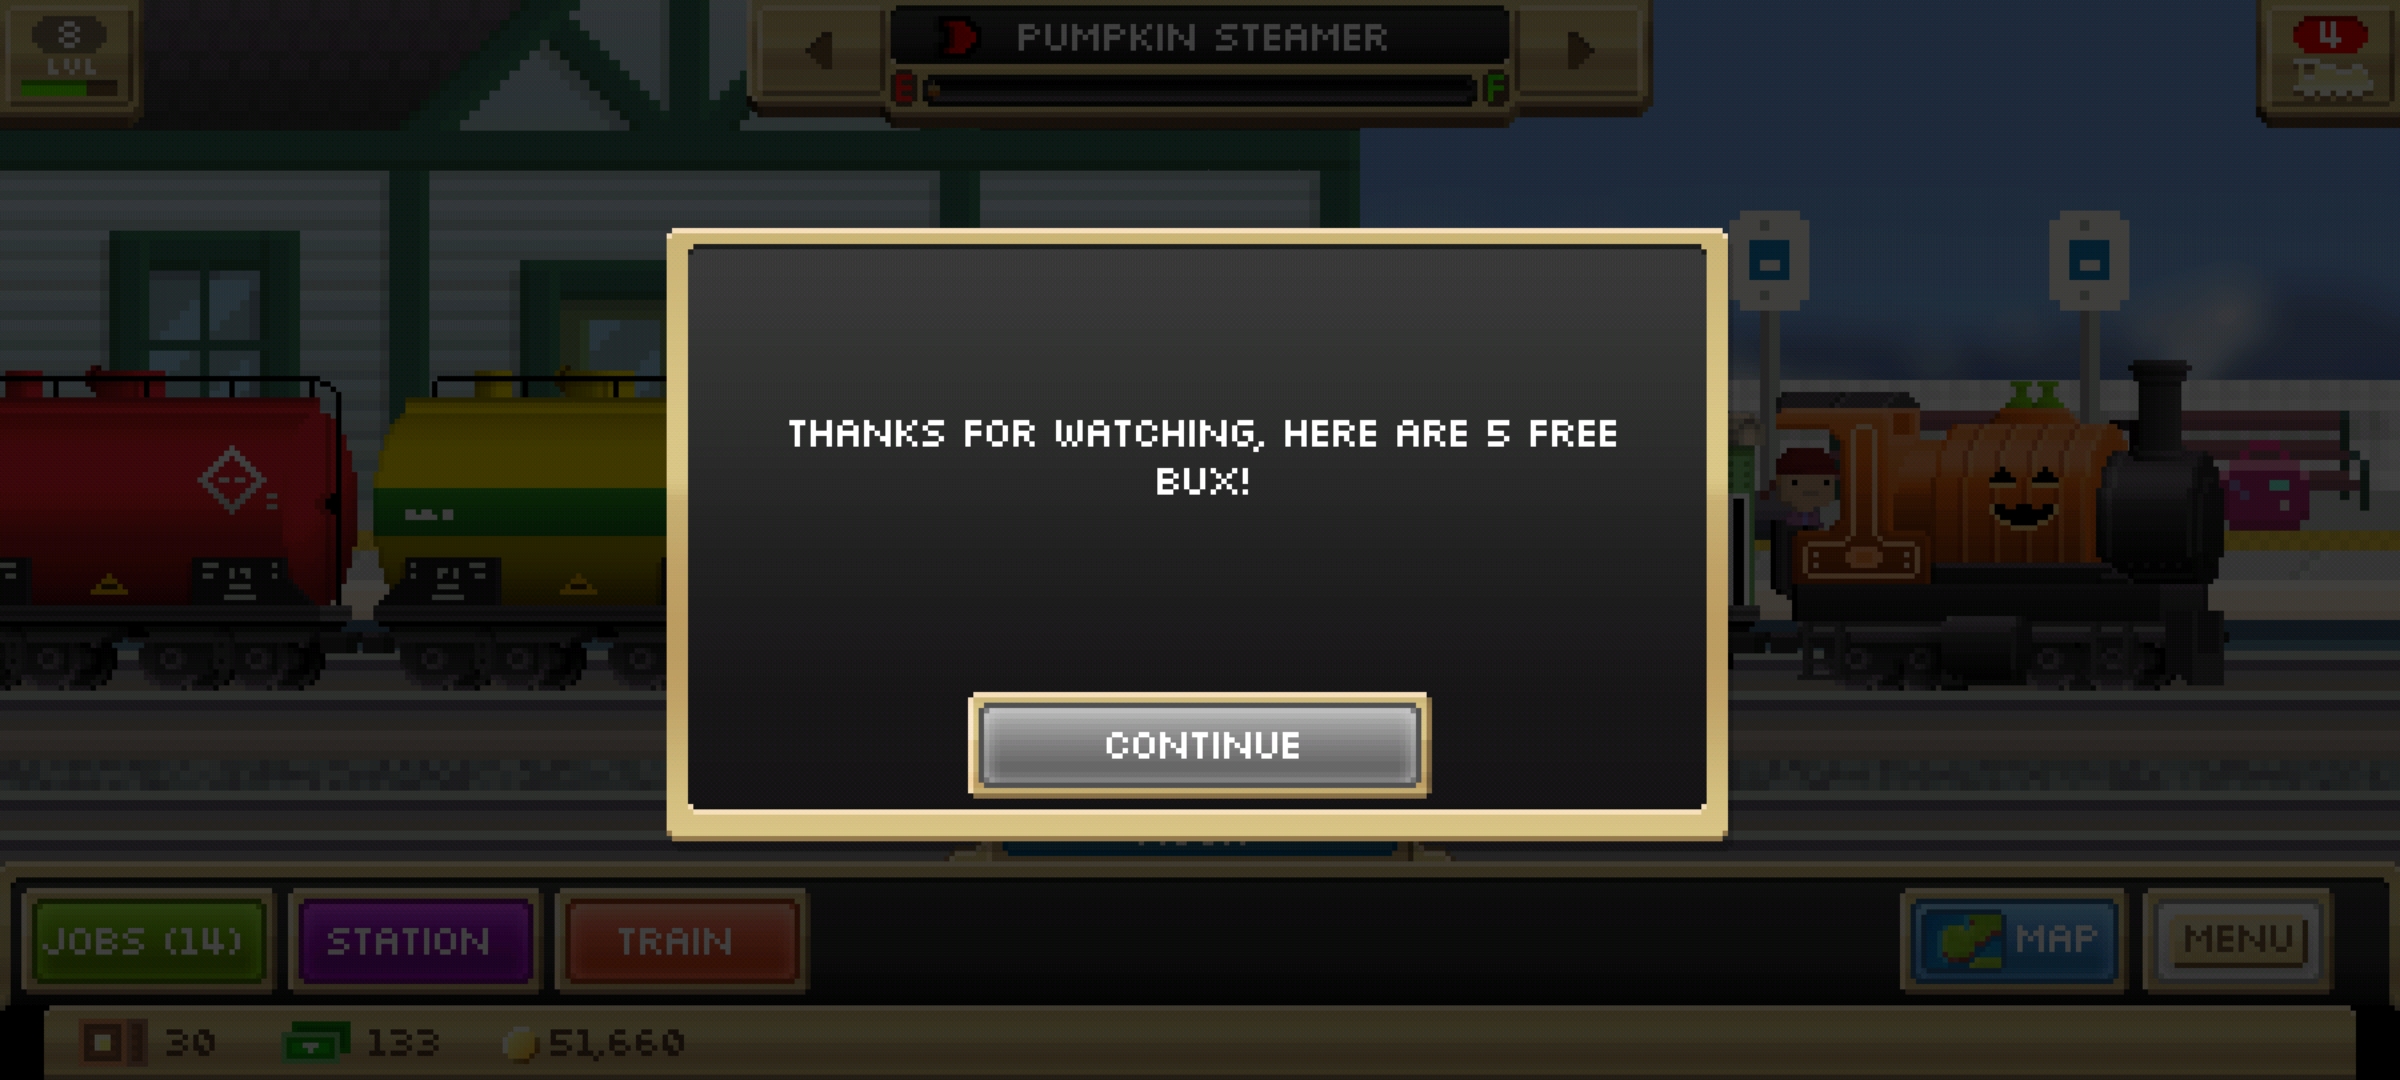 8
LVL
PUMPKIN STEAMER
E F
4
THANKS FOR WATCHING, HERE ARE 5 FREE
BUX!
CONTINUE
JOBS (14) STATION TRAIN MAP MENU
30 133 51,660